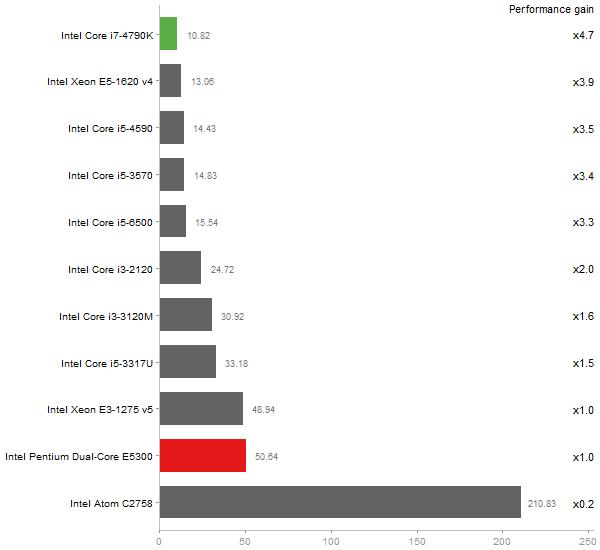 Performance gain
Intel Core i7-4790K 10.82 x4.7
Intel Xeon E5-1620 v4 13.06 x3.9
Intel Core i5-4590 14.43 x3.5
Intel Core i5-3570 14.83 x3.4
Intel Core i5-6500 15.54 x3.3
Intel Core i3-2120 24.72 x2.0
Intel Core i3-3120M 30.92 x1.6
Intel Core i5-3317U 33.18 x1.5
Intel Xeon E3-1275 v5 48.94 x1.0
Intel Pentium Dual-Core E5300 50.64 x1.0
Intel Atom C2758 210.83 x0.2
0 50 100 150 200 250